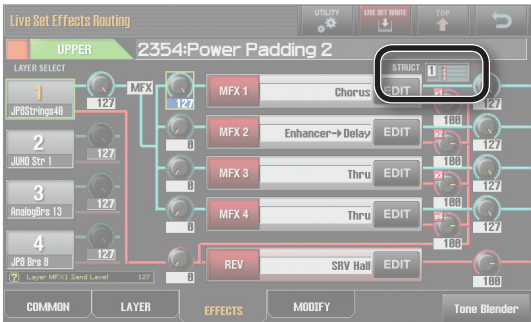 Live Set Effects Routing
UTILITY
LIVE SET WRITE
TOP
UPPER
2354:Power Padding 2
LAYER SELECT
STRUCT 1
1
JP8Strings40
127
MFX
127
MFX 1
Chorus
EDIT
100
127
2
JUNO Str 1
127
0
MFX 2
Enhancer→Delay
EDIT
100
127
3
AnalogBrs 13
127
0
MFX 3
Thru
EDIT
100
127
4
JP8 Brs 8
127
0
MFX 4
Thru
EDIT
100
127
? Layer MFX1 Send Level 127
0
REV
SRV Hall
EDIT
100
COMMON
LAYER
EFFECTS
MODIFY
Tone Blender